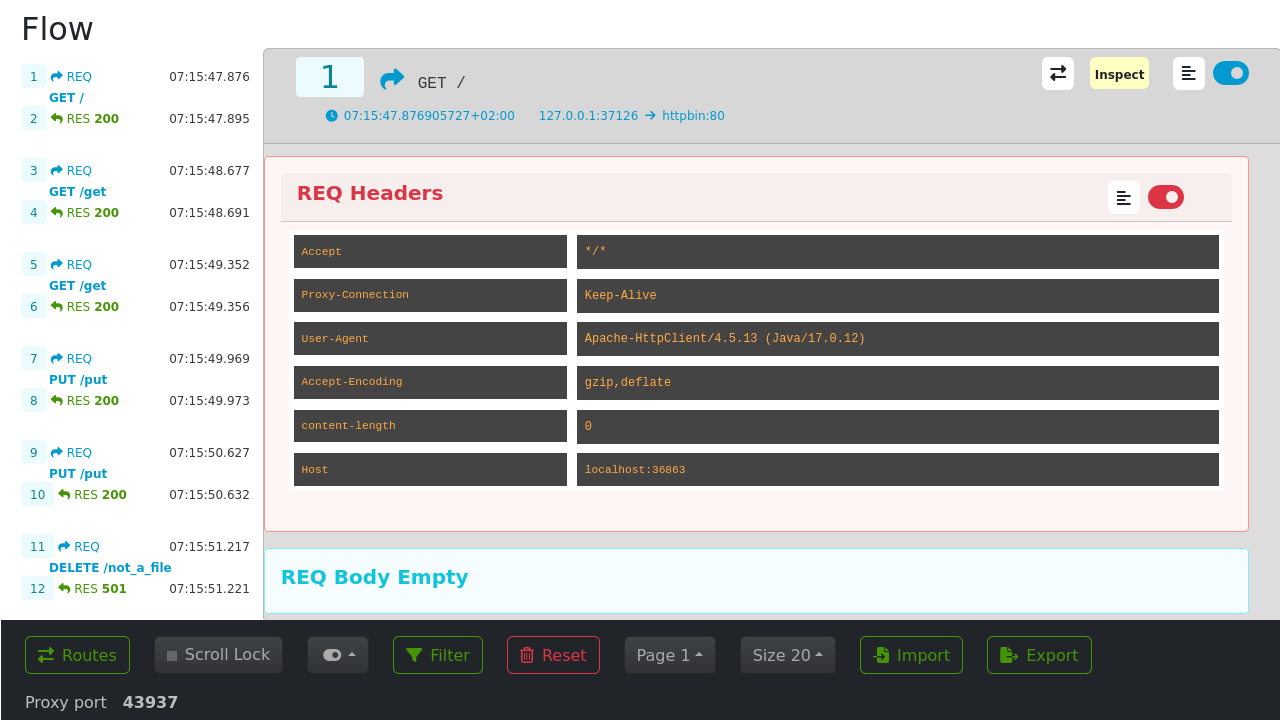 Flow
1 REQ 07:15:47.876
GET /
2 RES 200 07:15:47.895
3 REQ 07:15:48.677
GET /get
4 RES 200 07:15:48.691
5 REQ 07:15:49.352
GET /get
6 RES 200 07:15:49.356
7 REQ 07:15:49.969
PUT /put
8 RES 200 07:15:49.973
9 REQ 07:15:50.627
PUT /put
10 RES 200 07:15:50.632
11 REQ 07:15:51.217
DELETE /not_a_file
12 RES 501 07:15:51.221
1 GET / Inspect
07:15:47.876905727+02:00 127.0.0.1:37126 → httpbin:80
REQ Headers
Accept */*
Proxy-Connection Keep-Alive
User-Agent Apache-HttpClient/4.5.13 (Java/17.0.12)
Accept-Encoding gzip,deflate
content-length 0
Host localhost:36863
REQ Body Empty
Routes Scroll Lock Filter Reset Page 1 Size 20 Import Export
Proxy port 43937